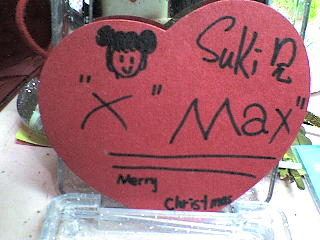 Suki
"X" Max"
Merry
Christmas